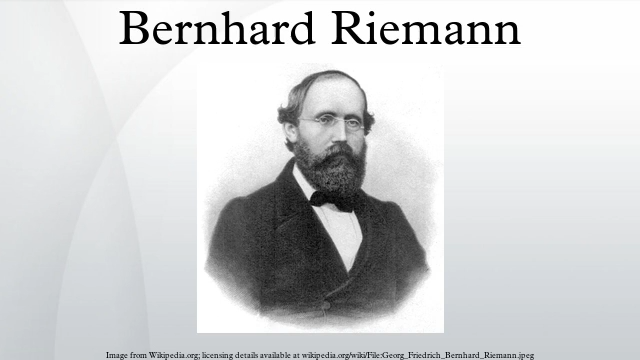 Bernhard Riemann
Image from Wikipedia.org; licensing details available at wikipedia.org/wiki/File:Georg_Friedrich_Bernhard_Riemann.jpeg